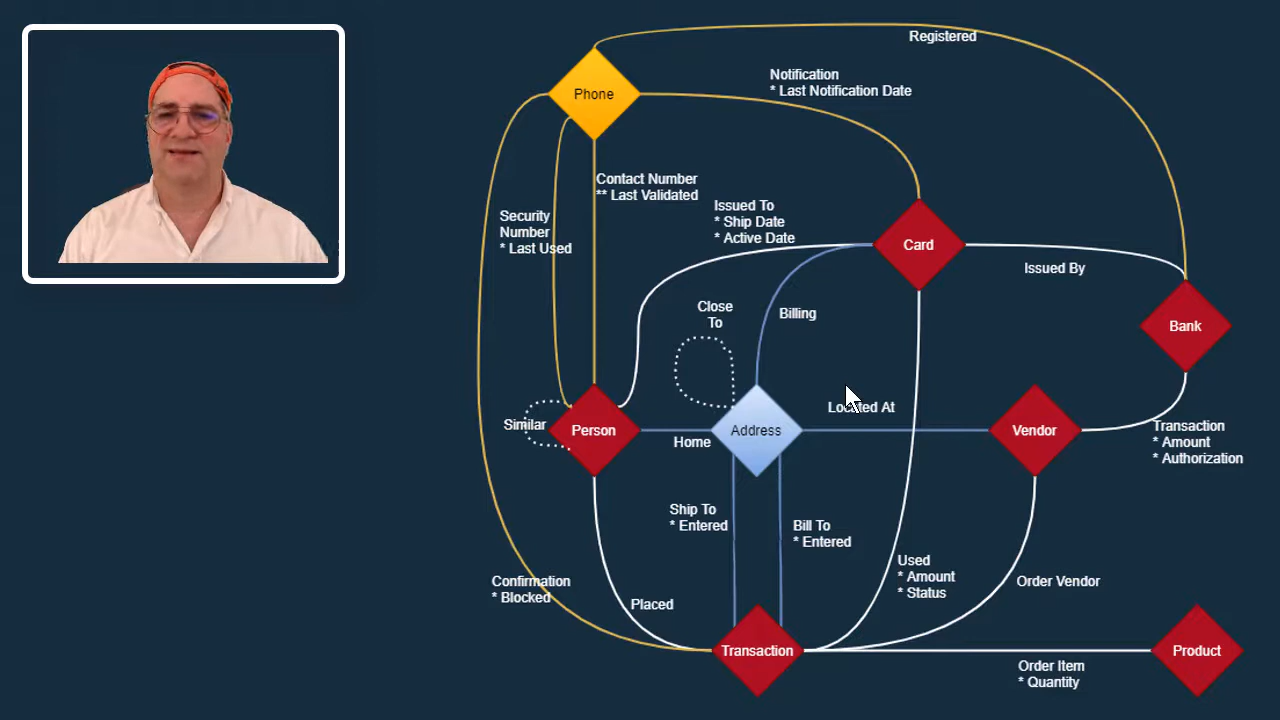 Registered
Notification
* Last Notification Date
Phone
Contact Number
** Last Validated
Security
Number
* Last Used
Issued To
* Ship Date
* Active Date
Card
Issued By
Close
To
Billing
Bank
Similar
Person
Home
Address
Located At
Vendor
Transaction
* Amount
* Authorization
Ship To
* Entered
Bill To
* Entered
Used
* Amount
* Status
Order Vendor
Confirmation
* Blocked
Placed
Transaction
Order Item
* Quantity
Product